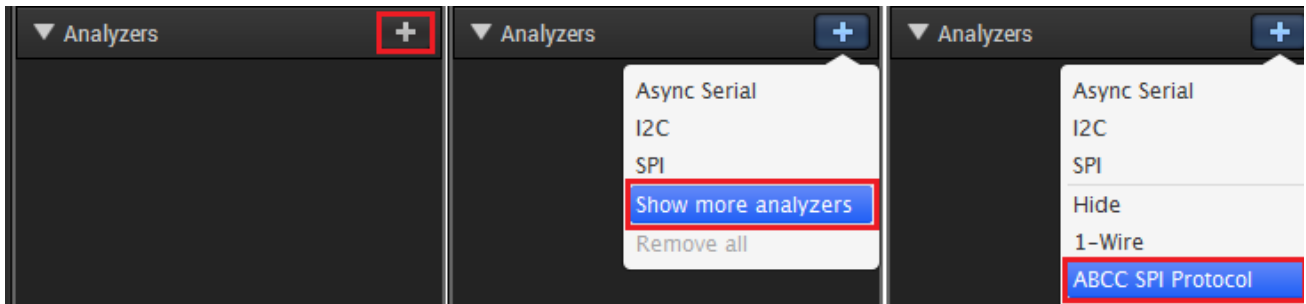 Analyzers
+
Analyzers
+
Async Serial
I2C
SPI
Show more analyzers
Remove all
Analyzers
+
Async Serial
I2C
SPI
Hide
1-Wire
ABCC SPI Protocol